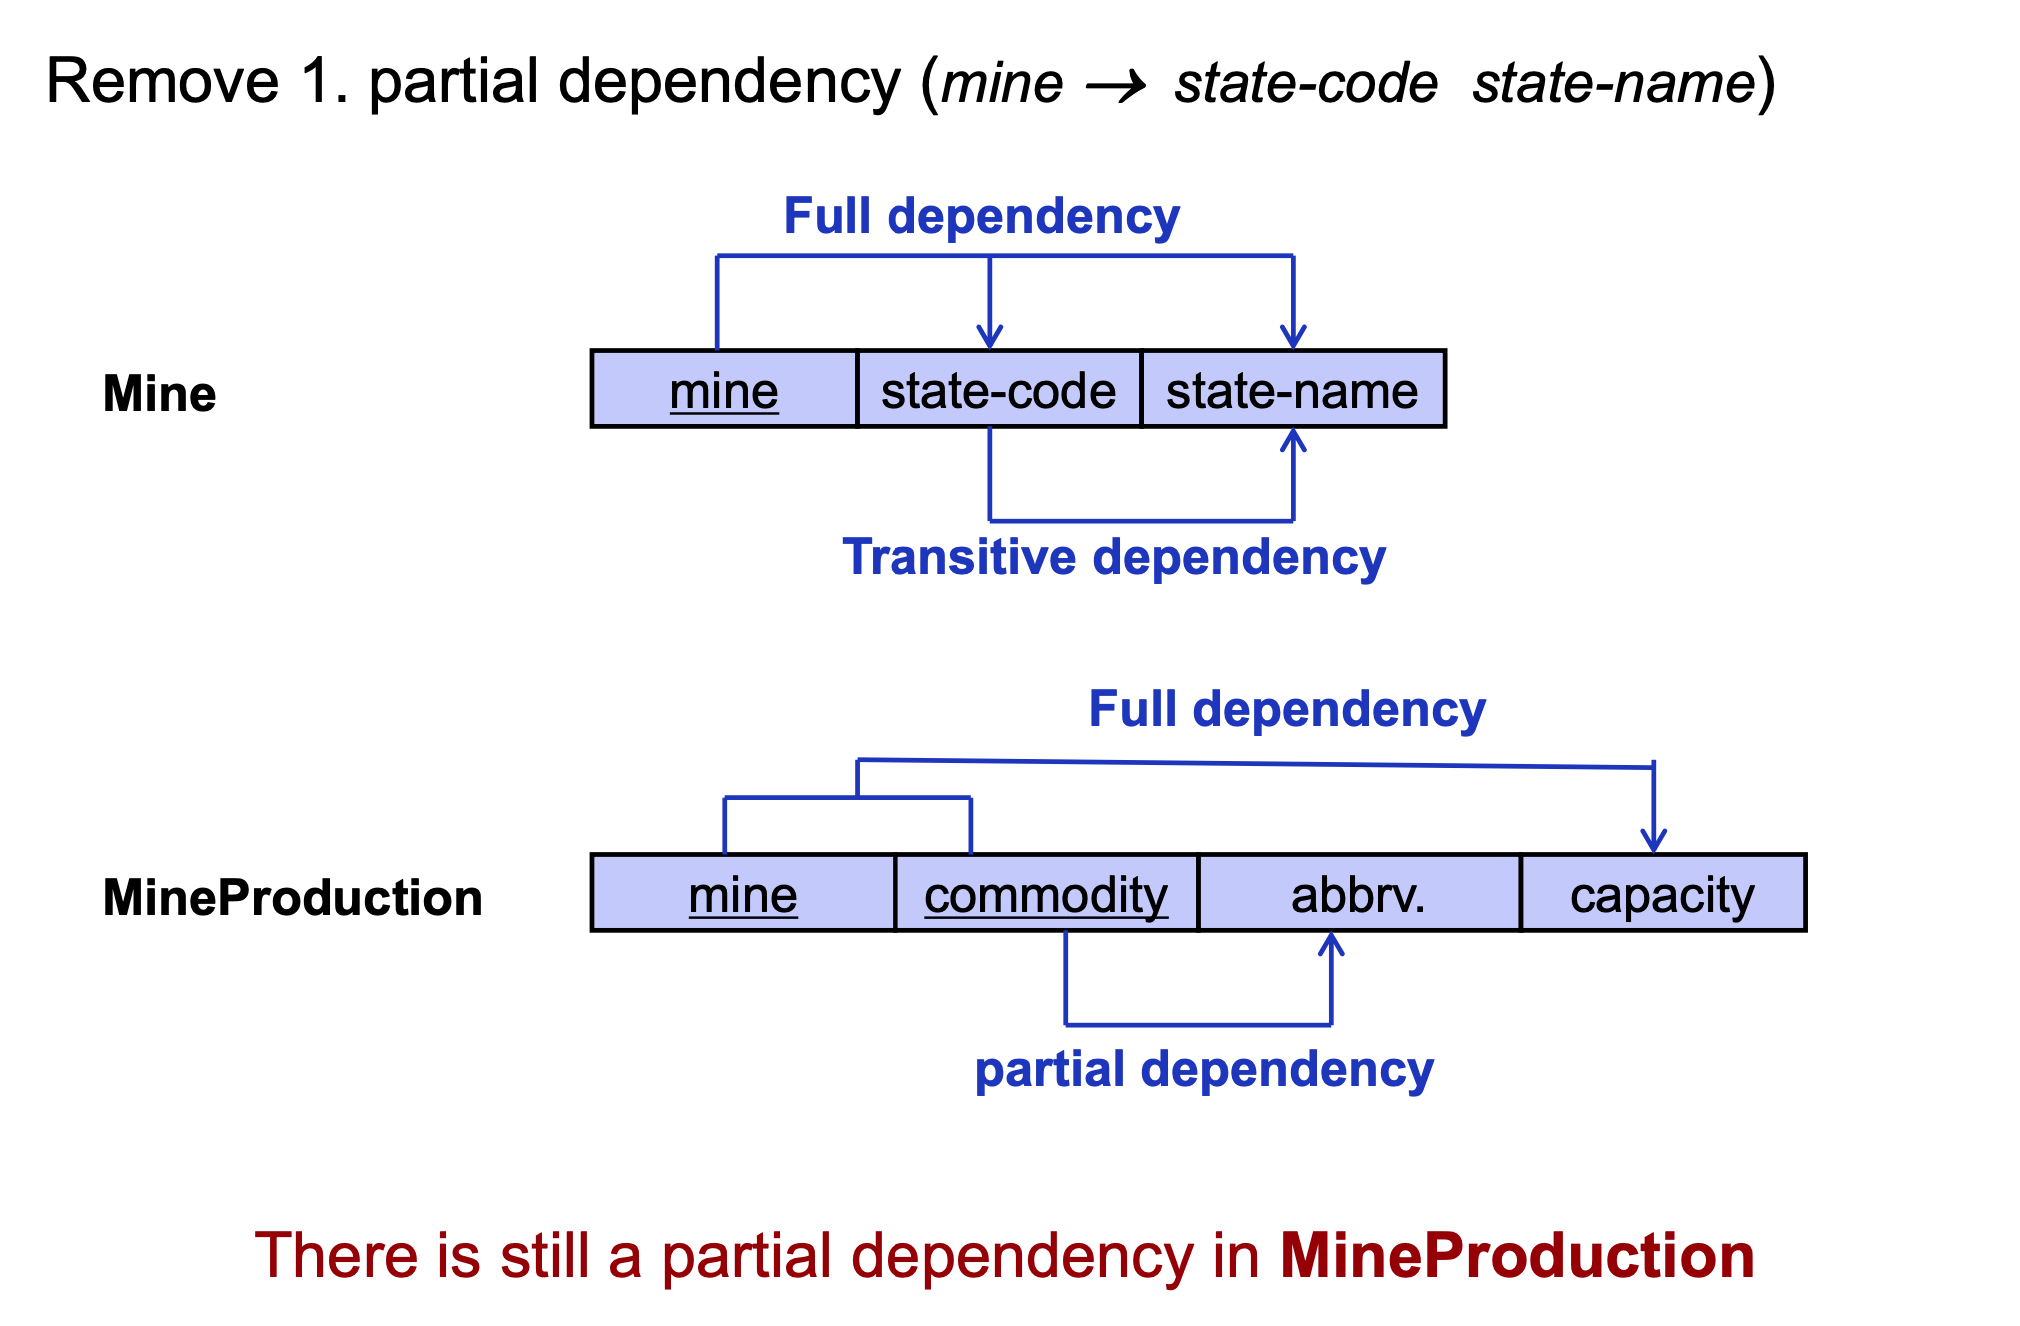 Remove 1. partial dependency (mine → state-code state-name)
Full dependency
Mine
mine state-code state-name
Transitive dependency
Full dependency
MineProduction
mine commodity abbrv. capacity
partial dependency
There is still a partial dependency in MineProduction